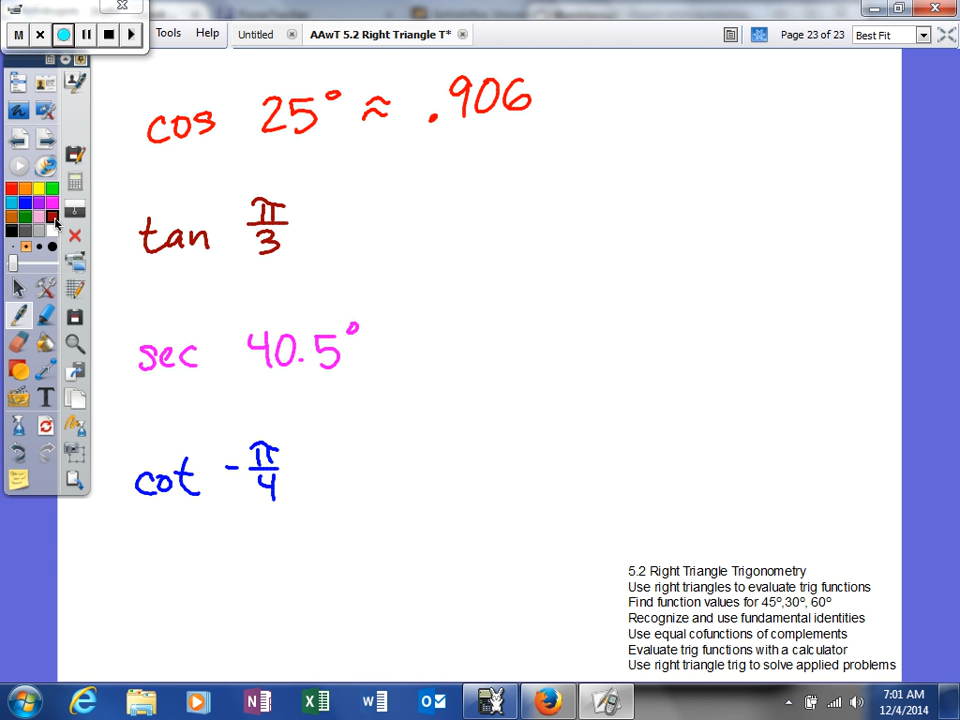 M
Tools Help Untitled AAwT 5.2 Right Triangle T* Page 23 of 23 Best Fit
cos 25° ≈ .906
tan π/3
sec 40.5°
cot -π/4
5.2 Right Triangle Trigonometry
Use right triangles to evaluate trig functions
Find function values for 45º,30º, 60º
Recognize and use fundamental identities
Use equal cofunctions of complements
Evaluate trig functions with a calculator
Use right triangle trig to solve applied problems
7:01 AM
12/4/2014